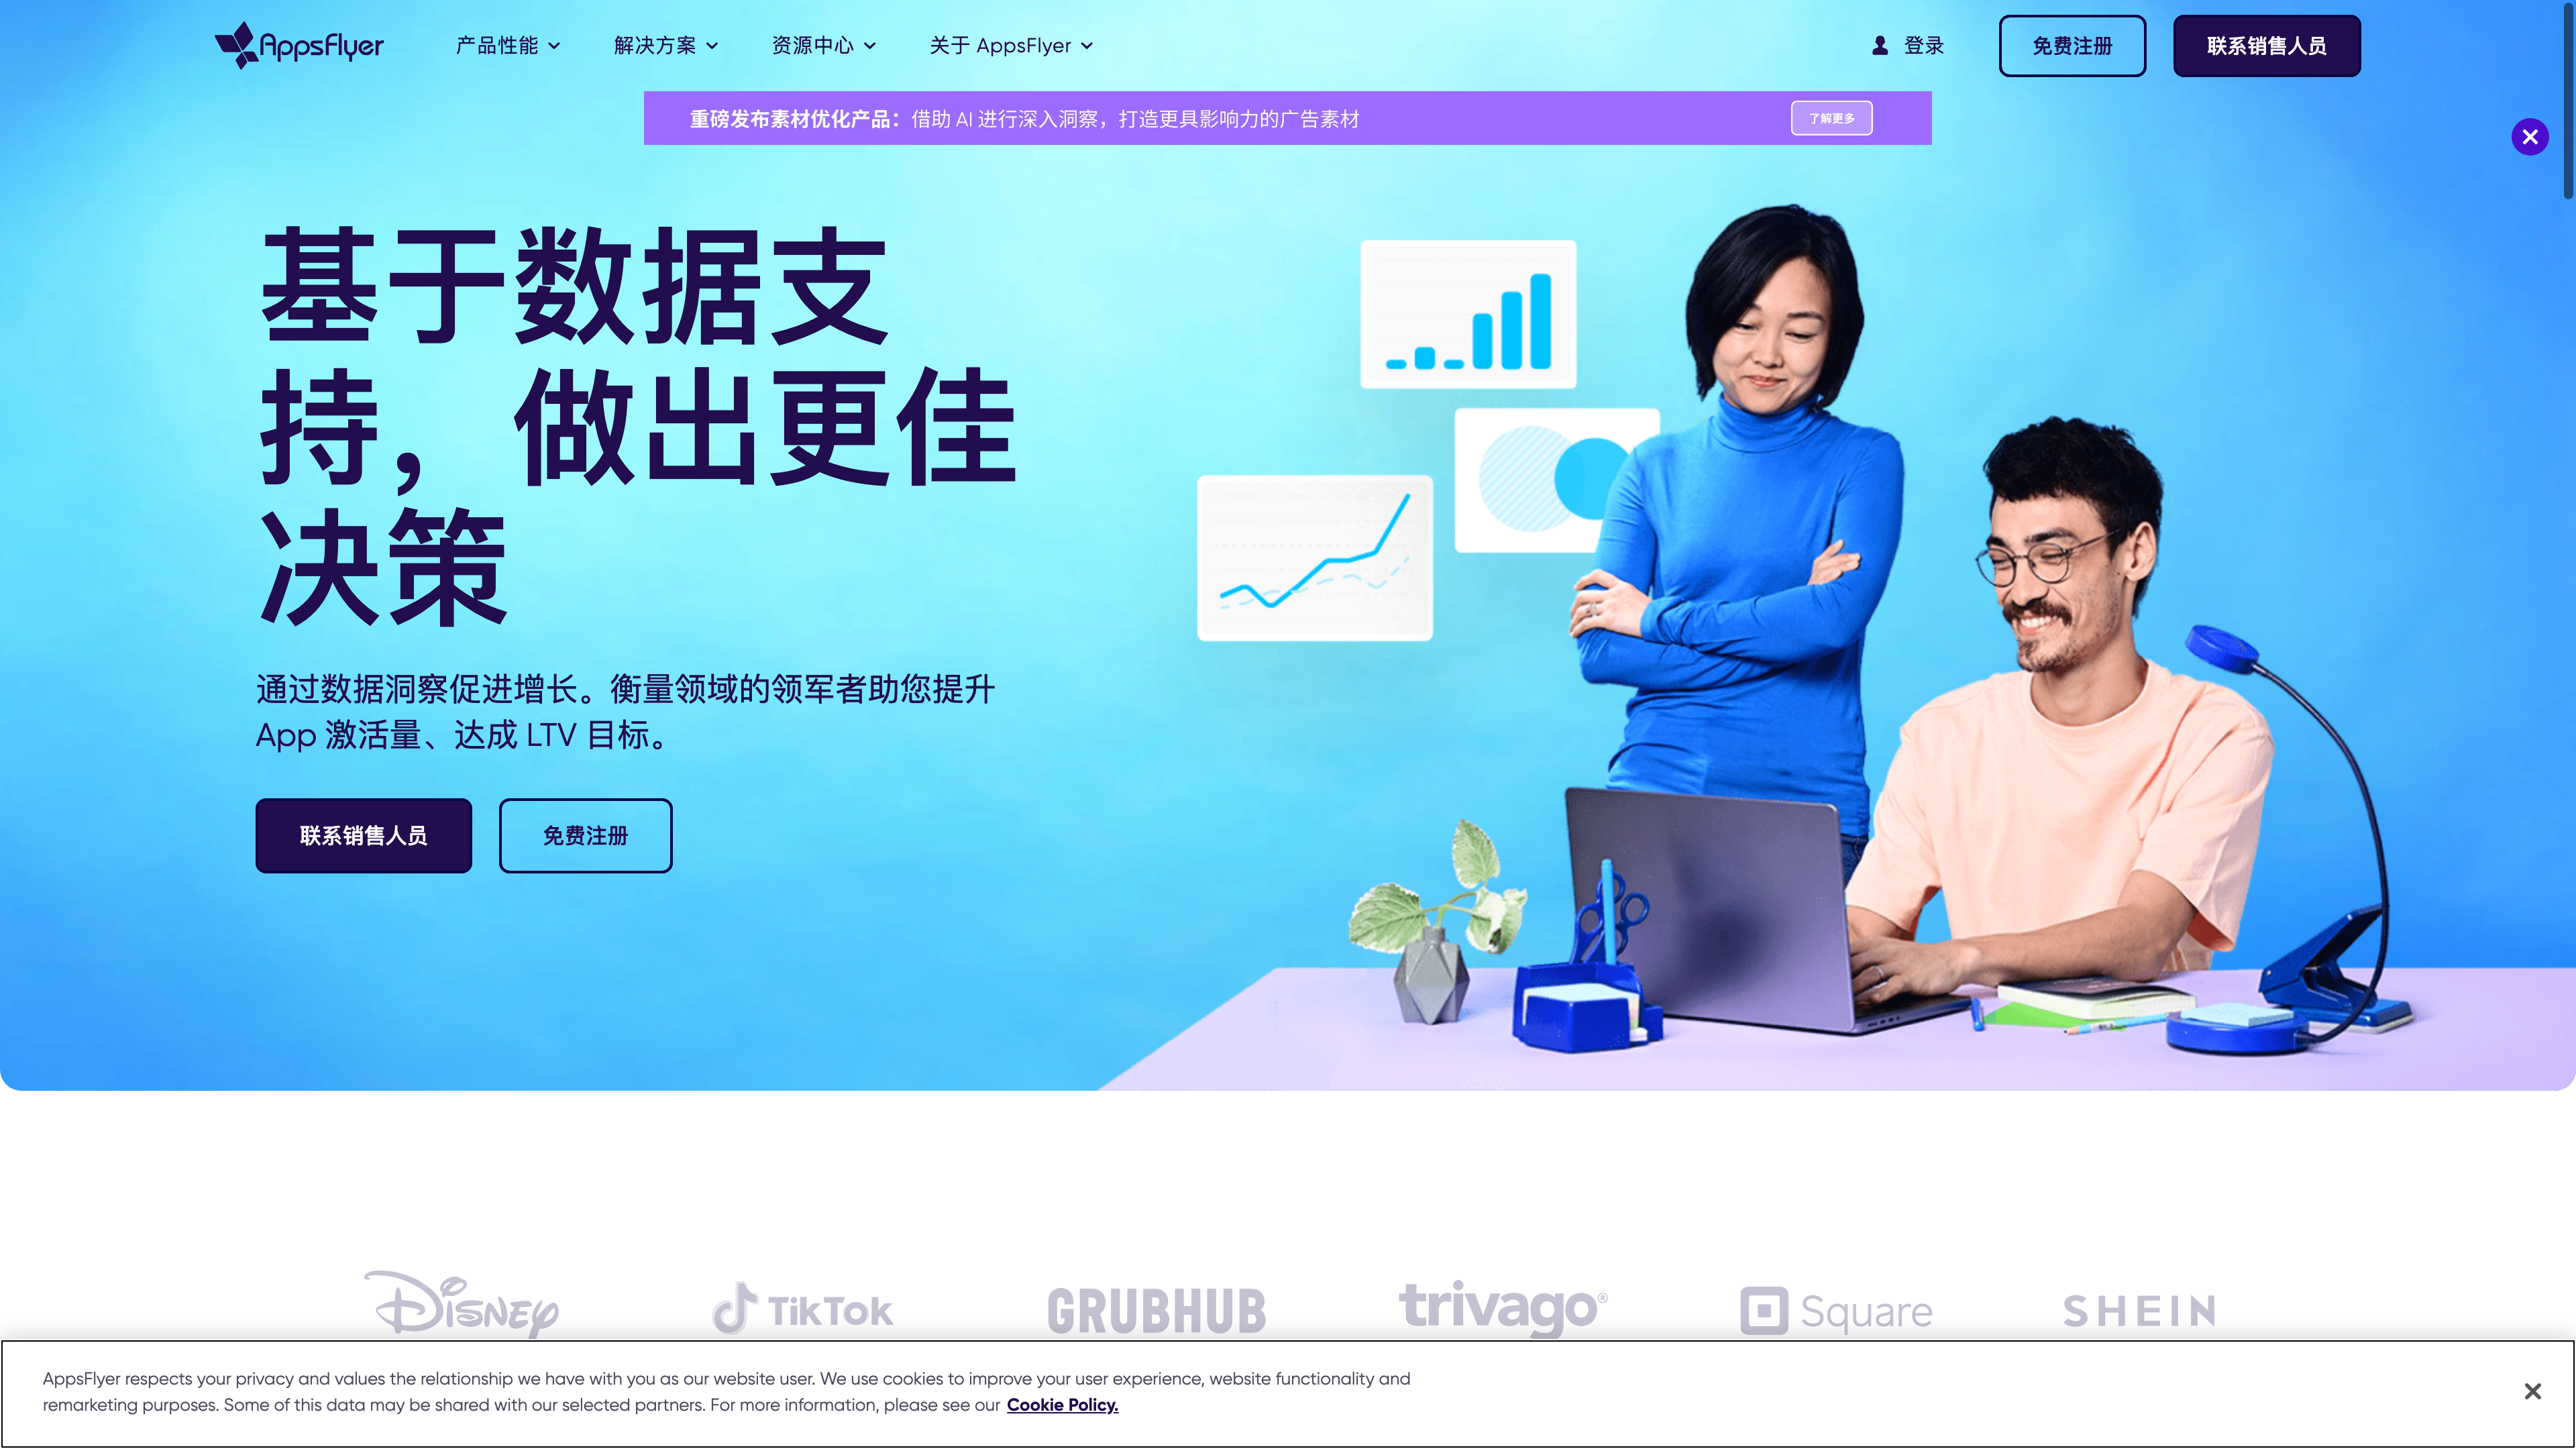 AppsFlyer
产品性能
解决方案
资源中心
关于 AppsFlyer
登录
免费注册
联系销售人员
重磅发布素材优化产品：借助 AI 进行深入洞察，打造更具影响力的广告素材
了解更多
基于数据支
持，做出更佳
决策
通过数据洞察促进增长。衡量领域的领军者助您提升
App 激活量、达成 LTV 目标。
联系销售人员
免费注册
Disney
TikTok
GRUBHUB
trivago®
Square
SHEIN
AppsFlyer respects your privacy and values the relationship we have with you as our website user. We use cookies to improve your user experience, website functionality and
remarketing purposes. Some of this data may be shared with our selected partners. For more information, please see our Cookie Policy.